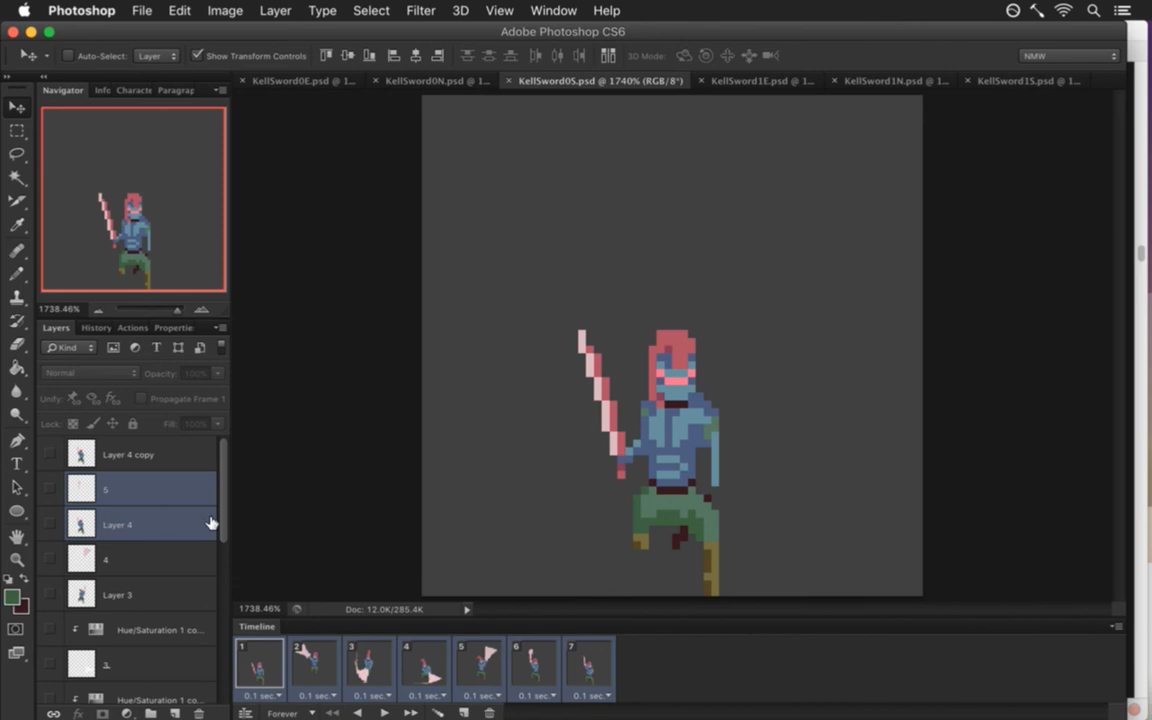 Photoshop File Edit Image Layer Type Select Filter 3D View Window Help
Adobe Photoshop CS6
Auto-Select: Layer Show Transform Controls 3D Mode: NMW
Navigator Info Characte Paragrap
KellSword0E.psd @ 1... KellSword0N.psd @ 1... KellSword0S.psd @ 1740% (RGB/8*) KellSword1E.psd @ 1... KellSword1N.psd @ 1... KellSword1S.psd @ 1...
1738.46%
Layers History Actions Propertie
Kind
Normal Opacity: 100%
Unify: Propagate Frame 1
Lock: Fill: 100%
Layer 4 copy
5
Layer 4
4
Layer 3
Hue/Saturation 1 co...
3
Hue/Saturation 1 co...
1738.46% Doc: 12.0K/285.4K
Timeline
1 2 3 4 5 6 7
0.1 sec. 0.1 sec. 0.1 sec. 0.1 sec. 0.1 sec. 0.1 sec. 0.1 sec.
Forever